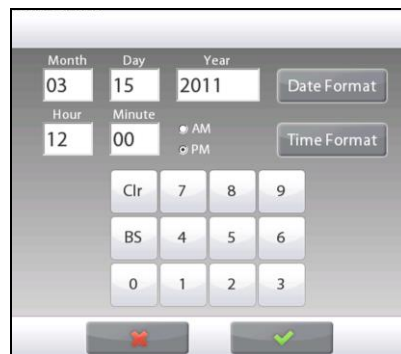 Month Day Year
03 15 2011 Date Format
Hour Minute
12 00 AM
PM
Time Format
Clr 7 8 9
BS 4 5 6
0 1 2 3